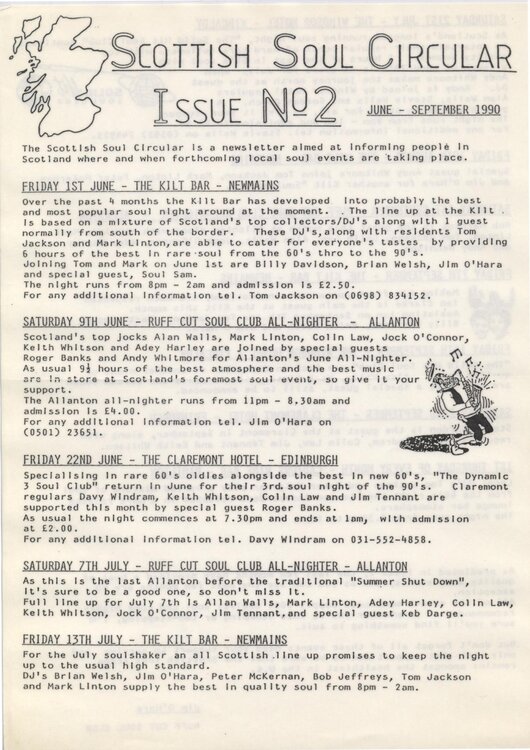 SCOTTISH SOUL CIRCULAR
ISSUE No2
JUNE - SEPTEMBER 1990
The Scottish Soul Circular is a newsletter aimed at informing people in
Scotland where and when forthcoming local soul events are taking place.
FRIDAY 1ST JUNE - THE KILT BAR - NEWMAINS
Over the past 4 months the Kilt Bar has developed into probably the best
and most popular soul night around at the moment. The line up at the Kilt
is based on a mixture of Scotland's top collectors/DJ's along with 1 guest
normally from south of the border. These DJ's,along with residents Tom
Jackson and Mark Linton,are able to cater for everyone's tastes by providing
6 hours of the best in rare soul from the 60's thro to the 90's.
Joining Tom and Mark on June 1st are Billy Davidson, Brian Welsh, Jim O'Hara
and special guest, Soul Sam.
The night runs from 8pm - 2am and admission is £2.50.
For any additional information tel. Tom Jackson on (0698) 834152.
SATURDAY 9TH JUNE - RUFF CUT SOUL CLUB ALL-NIGHTER - ALLANTON
Scotland's top jocks Alan Walls, Mark Linton, Colin Law, Jock O'Connor,
Keith Whitson and Adey Harley are joined by special guests
Roger Banks and Andy Whitmore for Allanton's June All-Nighter.
As usual 9½ hours of the best atmosphere and the best music
are in store at Scotland's foremost soul event, so give it your
support.
The Allanton all-nighter runs from 11pm - 8,30am and
admission is £4.00.
For any additional information tel. Jim O'Hara on
(0501) 23651.
FRIDAY 22ND JUNE - THE CLAREMONT HOTEL - EDINBURGH
Specialising in rare 60's oldies alongside the best in new 60's, "The Dynamic
3 Soul Club" return in June for their 3rd soul night of the 90's. Claremont
regulars Davy Windram, Keith Whitson, Colin Law and Jim Tennant are
supported this month by special guest Roger Banks.
As usual the night commences at 7.30pm and ends at 1am, with admission
at £2.00.
For any additional information tel. Davy Windram on 031-552-4858.
SATURDAY 7TH JULY - RUFF CUT SOUL CLUB ALL-NIGHTER - ALLANTON
As this is the last Allanton before the traditional "Summer Shut Down",
it's sure to be a good one, so don't miss it.
Full line up for July 7th is Allan Walls, Mark Linton, Adey Harley, Colin Law,
Keith Whitson, Jock O'Connor, Jim Tennant,and special guest Keb Darge.
FRIDAY 13TH JULY - THE KILT BAR - NEWMAINS
For the July soulshaker an all Scottish line up promises to keep the night
up to the usual high standard.
DJ's Brian Welsh, Jim O'Hara, Peter McKernan, Bob Jeffreys, Tom Jackson
and Mark Linton supply the best in quality soul from 8pm - 2am.